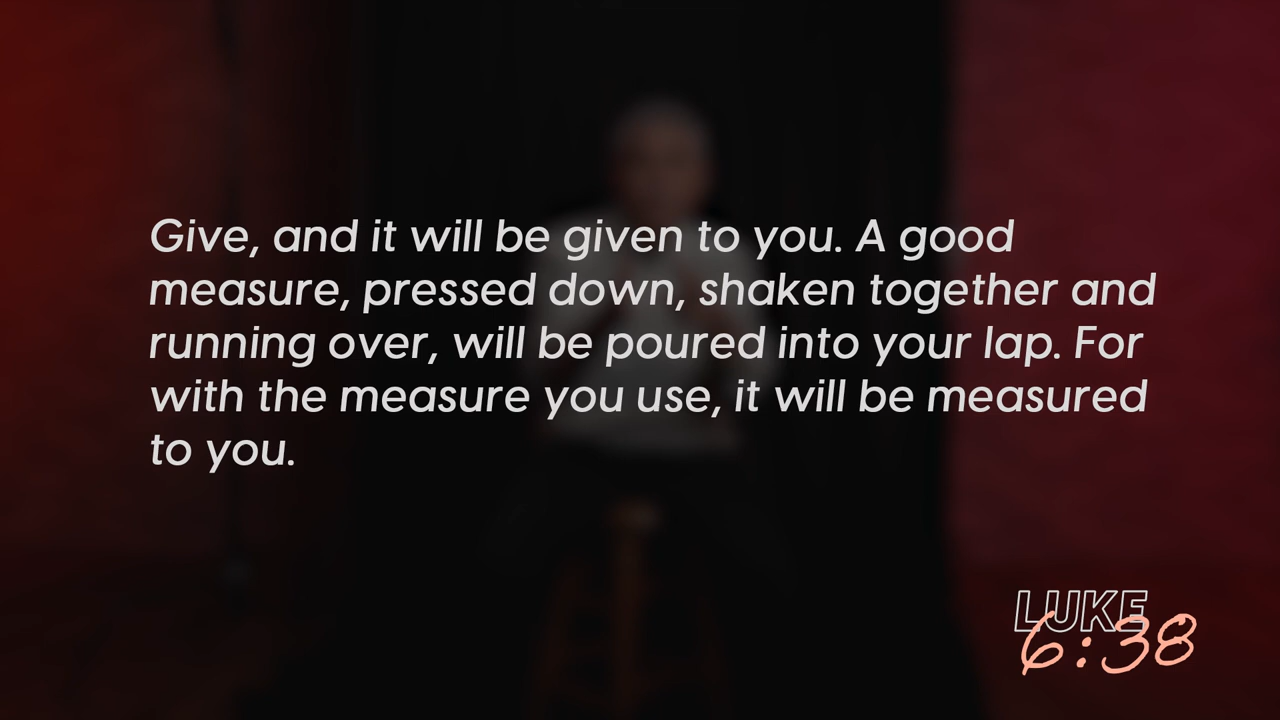 Give, and it will be given to you. A good
measure, pressed down, shaken together and
running over, will be poured into your lap. For
with the measure you use, it will be measured
to you.
LUKE
6:38